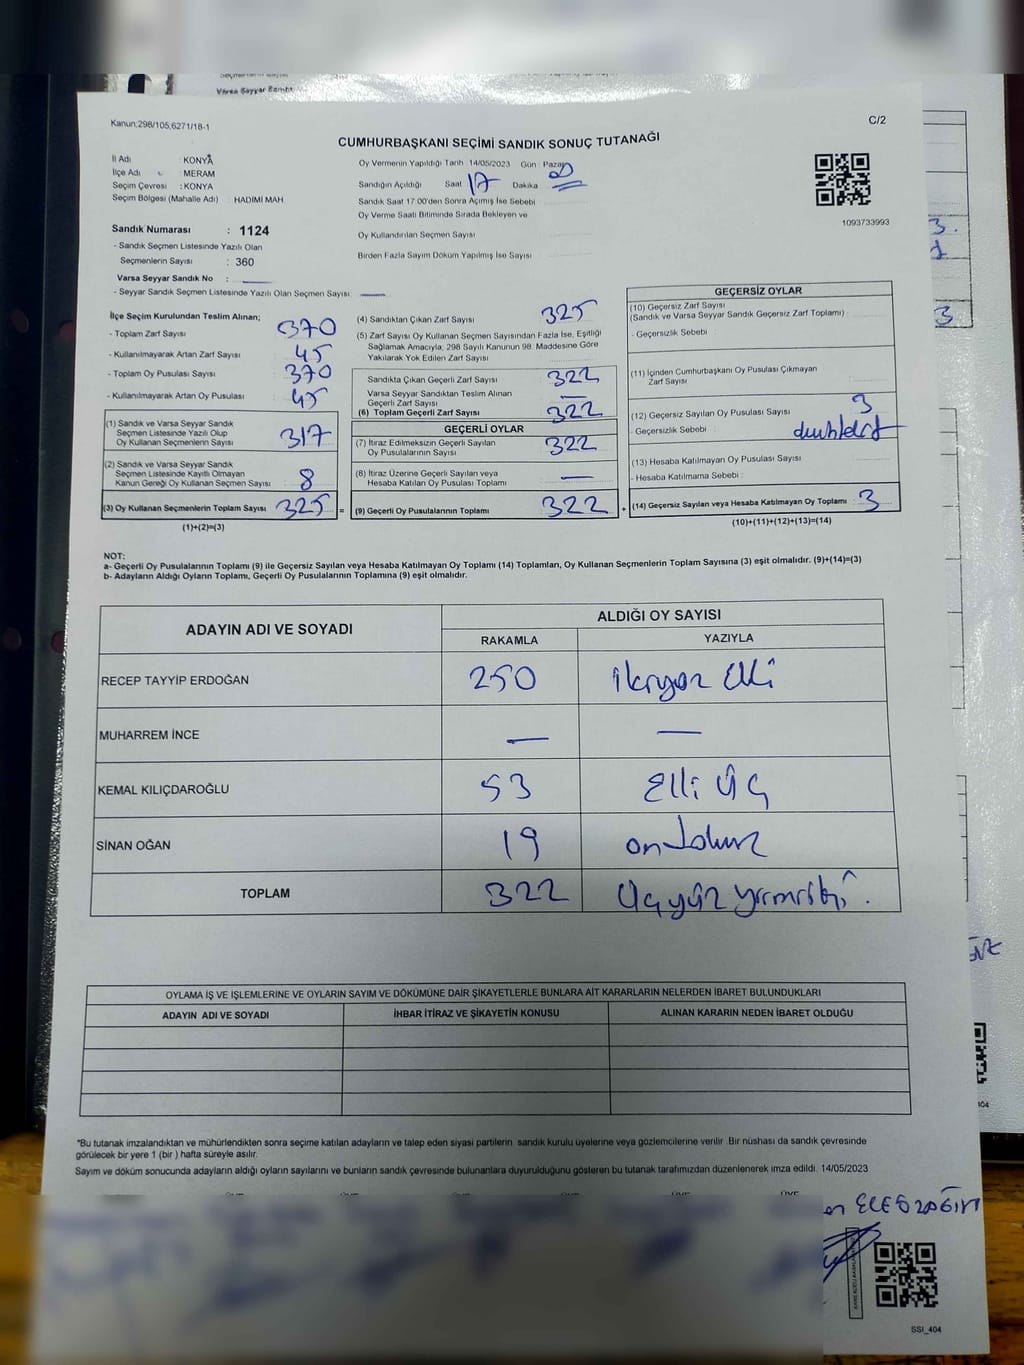 Varsa Seyyar Sandık
Kanun;298/105,6271/18-1
C/2
CUMHURBAŞKANI SEÇİMİ SANDIK SONUÇ TUTANAĞI
İl Adı : KONYA
İlçe Adı : MERAM
Seçim Çevresi : KONYA
Seçim Bölgesi (Mahalle Adı) : HADIMI MAH
Oy Vermenin Yapıldığı Tarih 14/05/2023 Gün : Pazar
Sandığın Açıldığı Saat 17 Dakika 00
Sandık Saat 17:00'den Sonra Açımış İse Sebebi
Oy Verme Saati Bitiminde Sırada Bekleyen ve
Oy Kullandırılan Seçmen Sayısı
Birden Fazla Sayım Döküm Yapılmış İse Sayısı
1093733993
Sandık Numarası : 1124
- Sandık Seçmen Listesinde Yazılı Olan
Seçmenlerin Sayısı : 360
Varsa Seyyar Sandık No : —
- Seyyar Sandık Seçmen Listesinde Yazılı Olan Seçmen Sayısı : —
İlçe Seçim Kurulundan Teslim Alınan;
- Toplam Zarf Sayısı : 370
- Kullanılmayarak Artan Zarf Sayısı : 45
- Toplam Oy Pusulası Sayısı : 370
- Kullanılmayarak Artan Oy Pusulası : 45
(1) Sandık ve Varsa Seyyar Sandık
Seçmen Listesinde Yazılı Olup
Oy Kullanan Seçmenlerin Sayısı : 317
(2) Sandık ve Varsa Seyyar Sandık
Seçmen Listesinde Kayıtlı Olmayan
Kanun Gereği Oy Kullanan Seçmen Sayısı : 8
(3) Oy Kullanan Seçmenlerin Toplam Sayısı : 325 =
(1)+(2)=(3)
(4) Sandıktan Çıkan Zarf Sayısı : 325
(5) Zarf Sayısı Oy Kullanan Seçmen Sayısından Fazla İse, Eşitliği
Sağlamak Amacıyla; 298 Sayılı Kanunun 98. Maddesine Göre
Yakılarak Yok Edilen Zarf Sayısı
Sandıkta Çıkan Geçerli Zarf Sayısı : 322
Varsa Seyyar Sandıktan Teslim Alınan
Geçerli Zarf Sayısı : —
(6) Toplam Geçerli Zarf Sayısı : 322
GEÇERLİ OYLAR
(7) İtiraz Edilmeksizin Geçerli Sayılan
Oy Pusulalarının Sayısı : 322
(8) İtiraz Üzerine Geçerli Sayılan veya
Hesaba Katılan Oy Pusulası Toplamı : —
(9) Geçerli Oy Pusulalarının Toplamı : 322 +
GEÇERSİZ OYLAR
(10) Geçersiz Zarf Sayısı
(Sandık ve Varsa Seyyar Sandık Geçersiz Zarf Toplamı) :
- Geçersizlik Sebebi :
(11) İçinden Cumhurbaşkanı Oy Pusulası Çıkmayan
Zarf Sayısı :
(12) Geçersiz Sayılan Oy Pusulası Sayısı : 3
- Geçersizlik Sebebi :
(13) Hesaba Katılmayan Oy Pusulası Sayısı :
- Hesaba Katılmama Sebebi :
(14) Geçersiz Sayılan veya Hesaba Katılmayan Oy Toplamı : 3
(10)+(11)+(12)+(13)=(14)
NOT:
a- Geçerli Oy Pusulalarının Toplamı (9) ile Geçersiz Sayılan veya Hesaba Katılmayan Oy Toplamı (14) Toplamları, Oy Kullanan Seçmenlerin Toplam Sayısına (3) eşit olmalıdır. (9)+(14)=(3)
b- Adayların Aldığı Oyların Toplamı, Geçerli Oy Pusulalarının Toplamına (9) eşit olmalıdır.
ADAYIN ADI VE SOYADI ALDIĞI OY SAYISI
RAKAMLA YAZIYLA
RECEP TAYYİP ERDOĞAN 250 ikiyüz Elli
MUHARREM İNCE — —
KEMAL KILIÇDAROĞLU 53 Elli Üç
SİNAN OĞAN 19 on dokuz
TOPLAM 322 Üçyüz yirmi iki.
OYLAMA İŞ VE İŞLEMLERİNE VE OYLARIN SAYIM VE DÖKÜMÜNE DAİR ŞİKAYETLERLE BUNLARA AİT KARARLARIN NELERDEN İBARET BULUNDUKLARI
ADAYIN ADI VE SOYADI İHBAR İTİRAZ VE ŞİKAYETİN KONUSU ALINAN KARARIN NEDEN İBARET OLDUĞU
*Bu tutanak imzalandıktan ve mühürlendikten sonra seçime katılan adayların ve talep eden siyasi partilerin sandık kurulu üyelerine veya gözlemcilerine verilir. Bir nüshası da sandık çevresinde
görülecek bir yere 1 (bir ) hafta süreyle asılır.
Sayım ve döküm sonucunda adayların aldığı oyların sayılarını ve bunların sandık çevresinde bulunanlara duyurulduğunu gösteren bu tutanak tarafımızdan düzenlenerek imza edildi. 14/05/2023
SSI_404